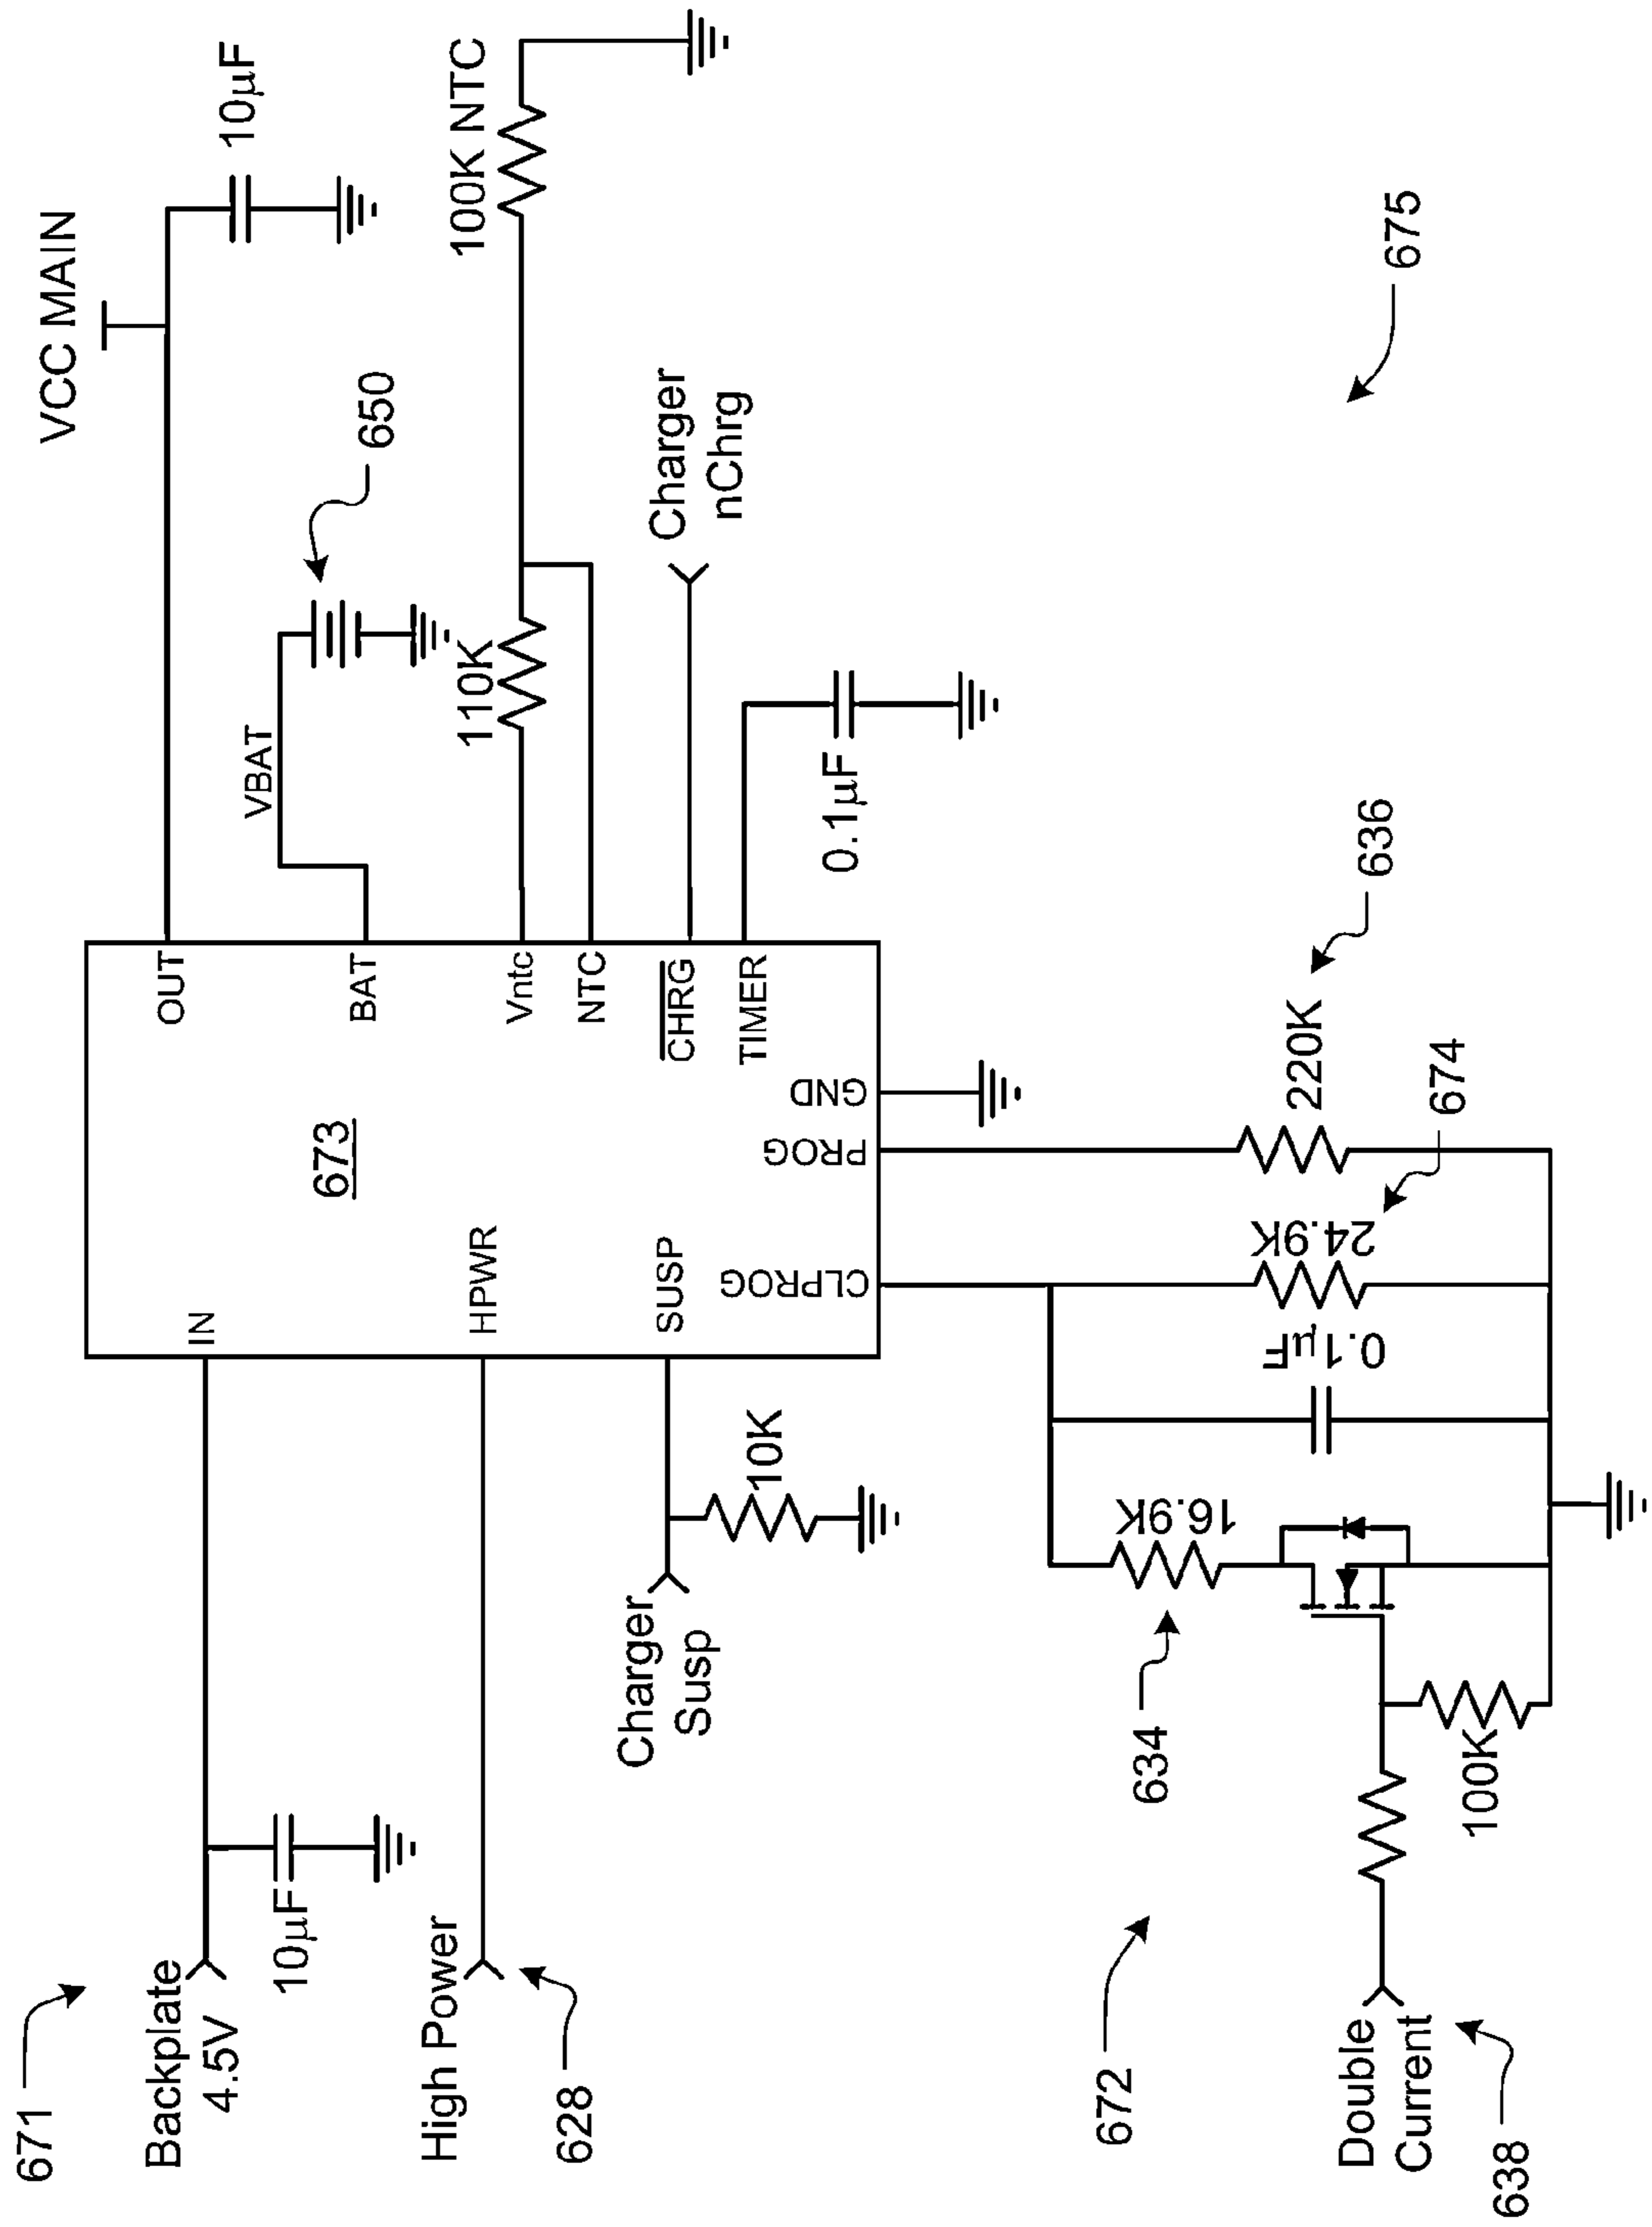 671
Backplate
4.5V
10µF
High Power
628
Charger
Susp
10K
IN
HPWR
SUSP
673
OUT
BAT
Vntc
NTC
CHRG
TIMER
CLPROG
PROG
GND
VCC MAIN
10µF
VBAT
650
110K
100K NTC
Charger
nChrg
0.1µF
675
672
634
16.9K
0.1µF
24.9K
674
220K
636
Double
Current
638
100K